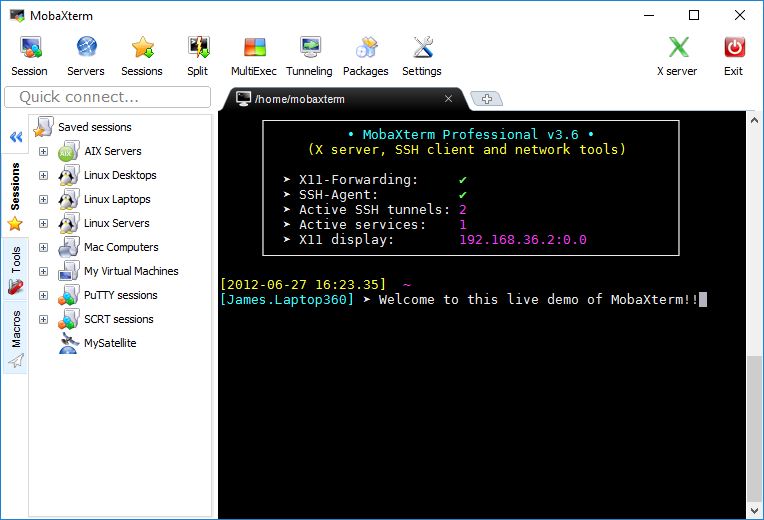 MobaXterm
Session Servers Sessions Split MultiExec Tunneling Packages Settings X server Exit
Quick connect...
/home/mobaxterm
Sessions
Tools
Macros
Saved sessions
AIX
AIX Servers
Linux Desktops
Linux Laptops
Linux Servers
Mac Computers
My Virtual Machines
PuTTY sessions
SCRT sessions
MySatellite
• MobaXterm Professional v3.6 •
(X server, SSH client and network tools)
➤ X11-Forwarding: ✔
➤ SSH-Agent: ✔
➤ Active SSH tunnels: 2
➤ Active services: 1
➤ X11 display: 192.168.36.2:0.0
[2012-06-27 16:23.35] ~
[James.Laptop360] ➤ Welcome to this live demo of MobaXterm!!